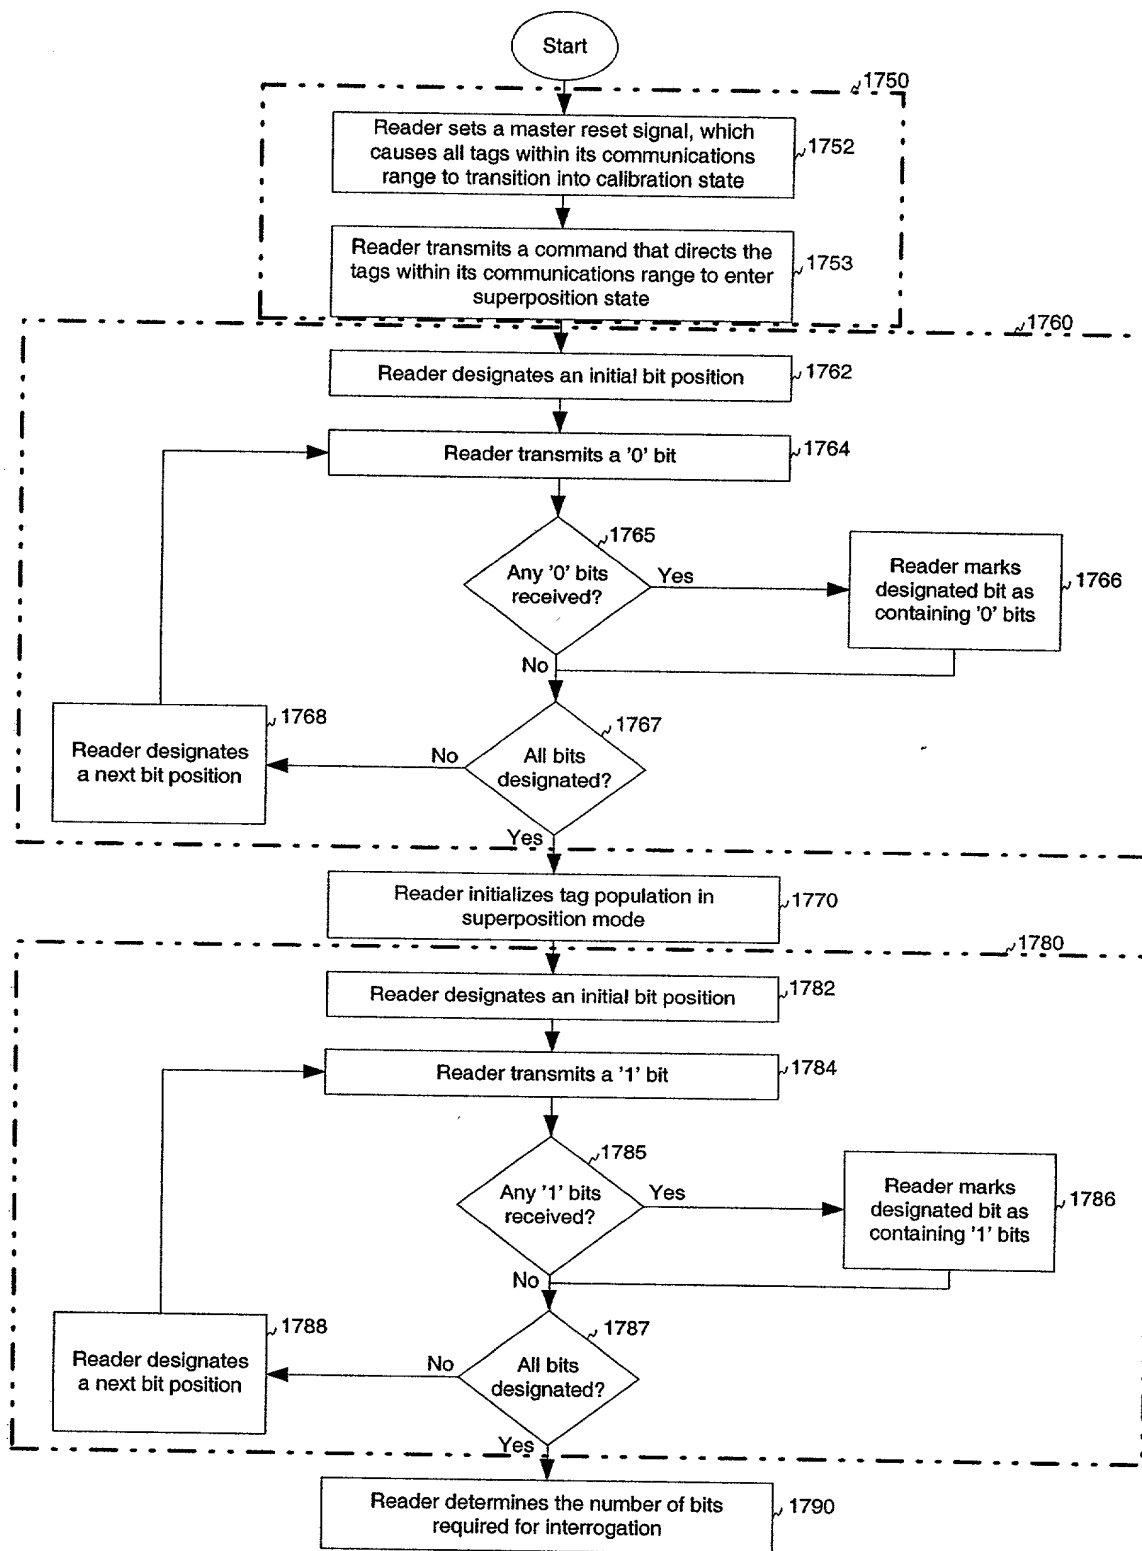 Start
1750
Reader sets a master reset signal, which
causes all tags within its communications
range to transition into calibration state
1752
Reader transmits a command that directs the
tags within its communications range to enter
superposition state
1753
1760
Reader designates an initial bit position
1762
Reader transmits a '0' bit
1764
1765
Any '0' bits
received?
Yes
Reader marks
designated bit as
containing '0' bits
1766
No
1767
All bits
designated?
No
1768
Reader designates
a next bit position
Yes
Reader initializes tag population in
superposition mode
1770
1780
Reader designates an initial bit position
1782
Reader transmits a '1' bit
1784
1785
Any '1' bits
received?
Yes
Reader marks
designated bit as
containing '1' bits
1786
No
1787
All bits
designated?
No
1788
Reader designates
a next bit position
Yes
Reader determines the number of bits
required for interrogation
1790